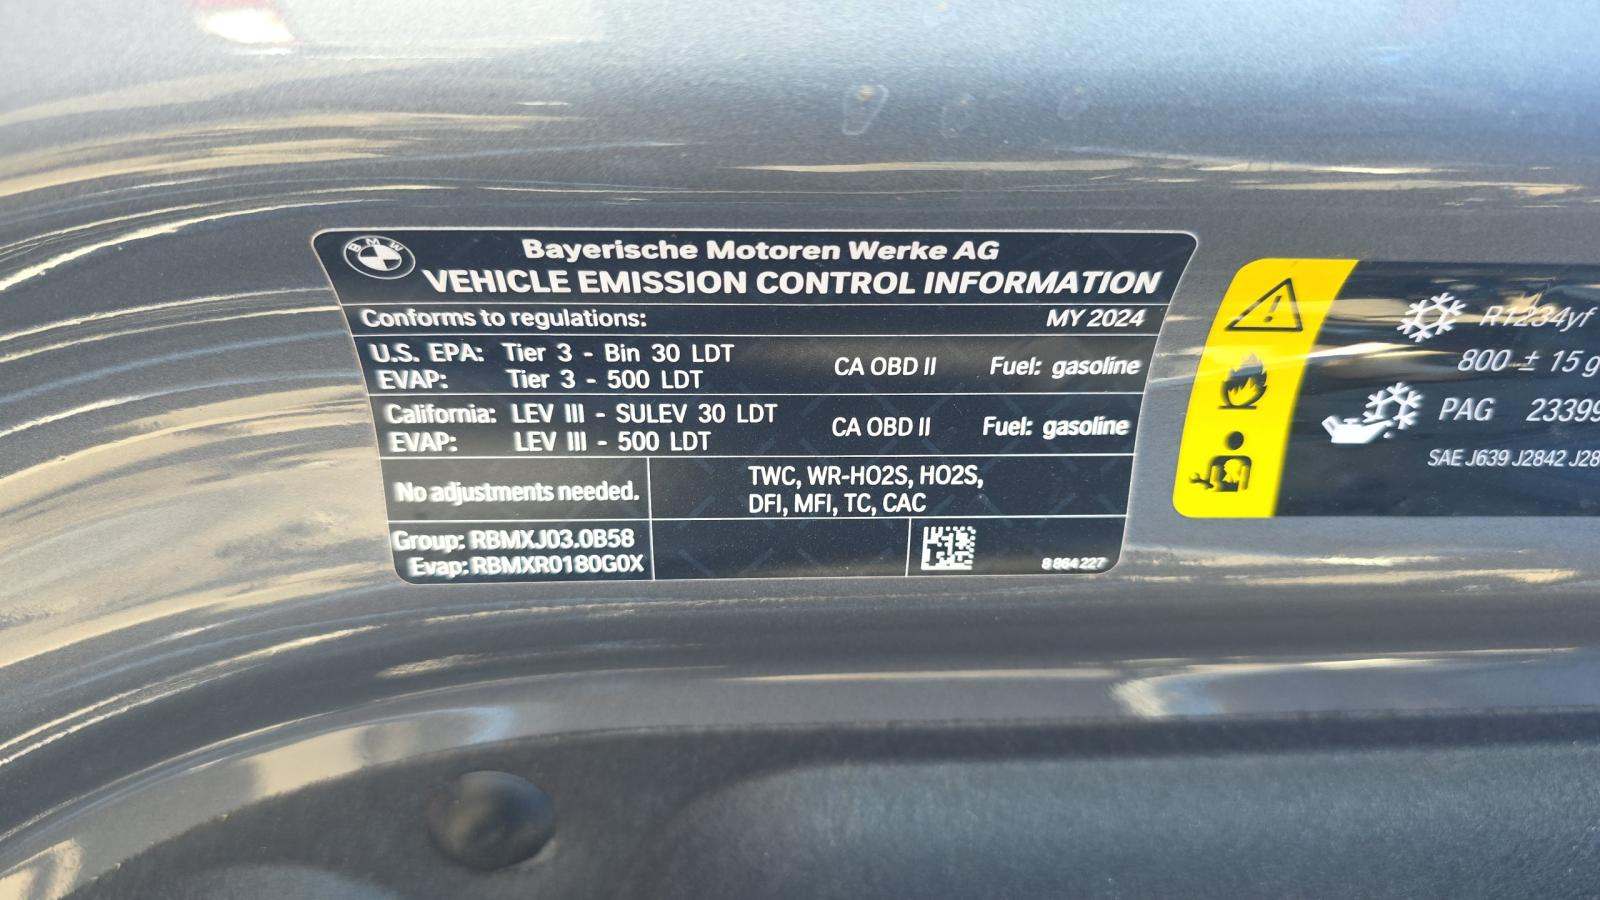 BMW
Bayerische Motoren Werke AG
VEHICLE EMISSION CONTROL INFORMATION
Conforms to regulations: MY 2024
U.S. EPA: Tier 3 - Bin 30 LDT CA OBD II Fuel: gasoline
EVAP: Tier 3 - 500 LDT
California: LEV III - SULEV 30 LDT CA OBD II Fuel: gasoline
EVAP: LEV III - 500 LDT
No adjustments needed.
TWC, WR-HO2S, HO2S,
DFI, MFI, TC, CAC
Group: RBMXJ03.0B58
Evap: RBMXR0180G0X
8 864 227
R1234yf
800 ± 15 g
PAG 23399
SAE J639 J2842 J28